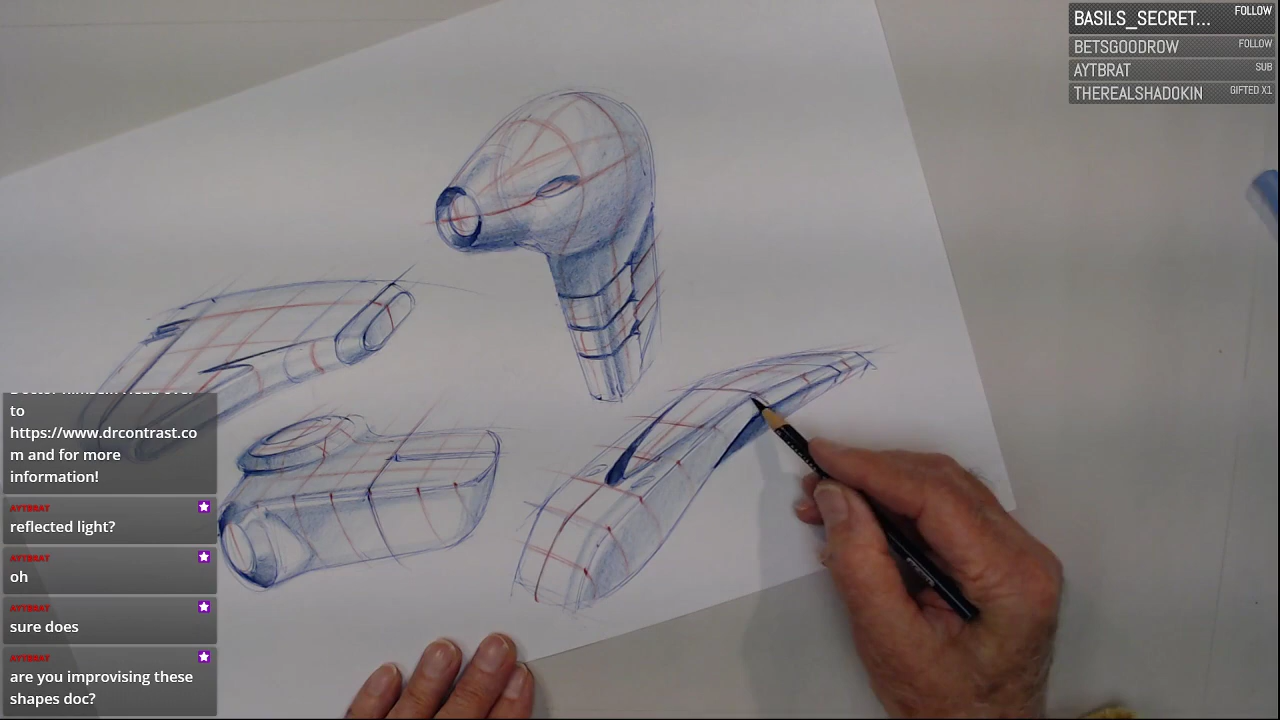 BASILS_SECRET... FOLLOW
BETSGOODROW FOLLOW
AYTBRAT SUB
THEREALSHADOKIN GIFTED X1
to
https://www.drcontrast.co
m and for more
information!
AYTBRAT
reflected light?
AYTBRAT
oh
AYTBRAT
sure does
AYTBRAT
are you improvising these
shapes doc?